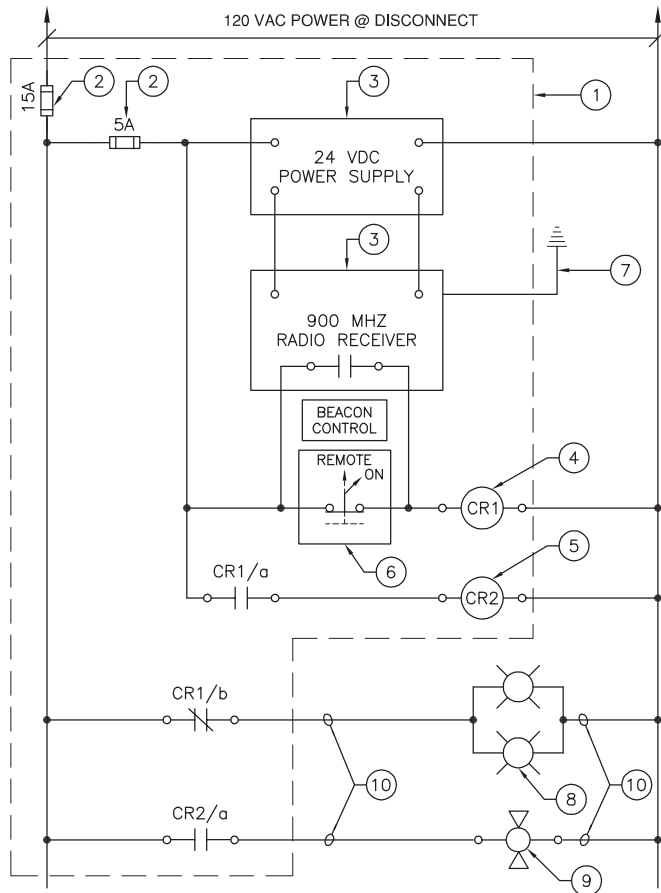 120 VAC POWER @ DISCONNECT
15A
2
2
5A
3
1
24 VDC
POWER SUPPLY
3
7
900 MHZ
RADIO RECEIVER
BEACON
CONTROL
REMOTE
ON
4
CR1
6
5
CR1/a
CR2
CR1/b
10
8
10
CR2/a
9